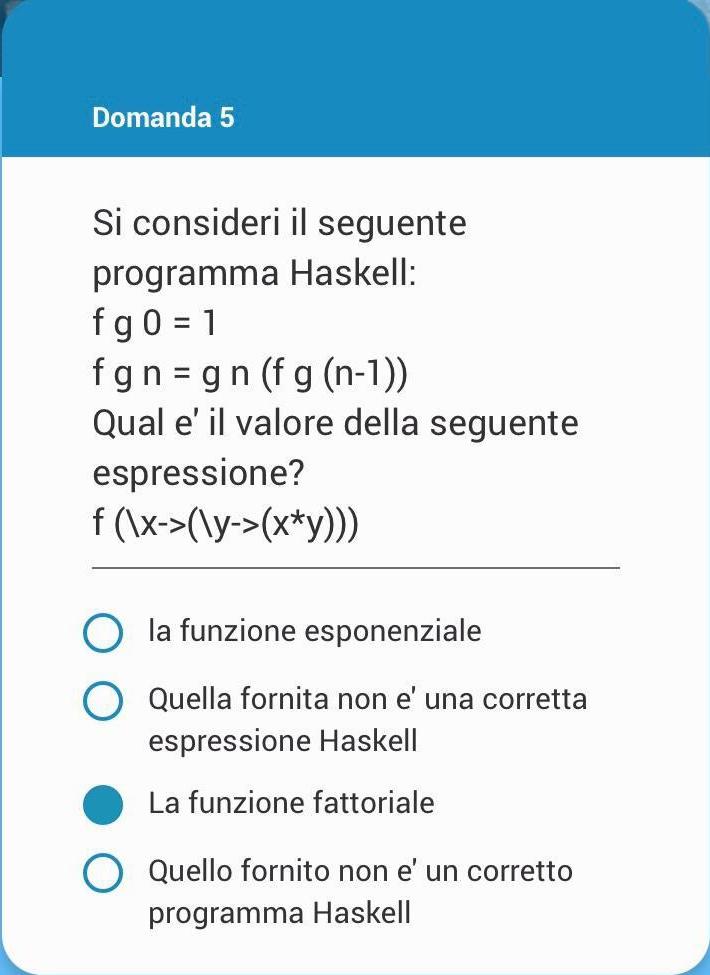 Domanda 5
Si consideri il seguente
programma Haskell:
f g 0 = 1
f g n = g n (f g (n-1))
Qual e' il valore della seguente
espressione?
f (\x->(\y->(x*y)))
la funzione esponenziale
Quella fornita non e' una corretta
espressione Haskell
La funzione fattoriale
Quello fornito non e' un corretto
programma Haskell